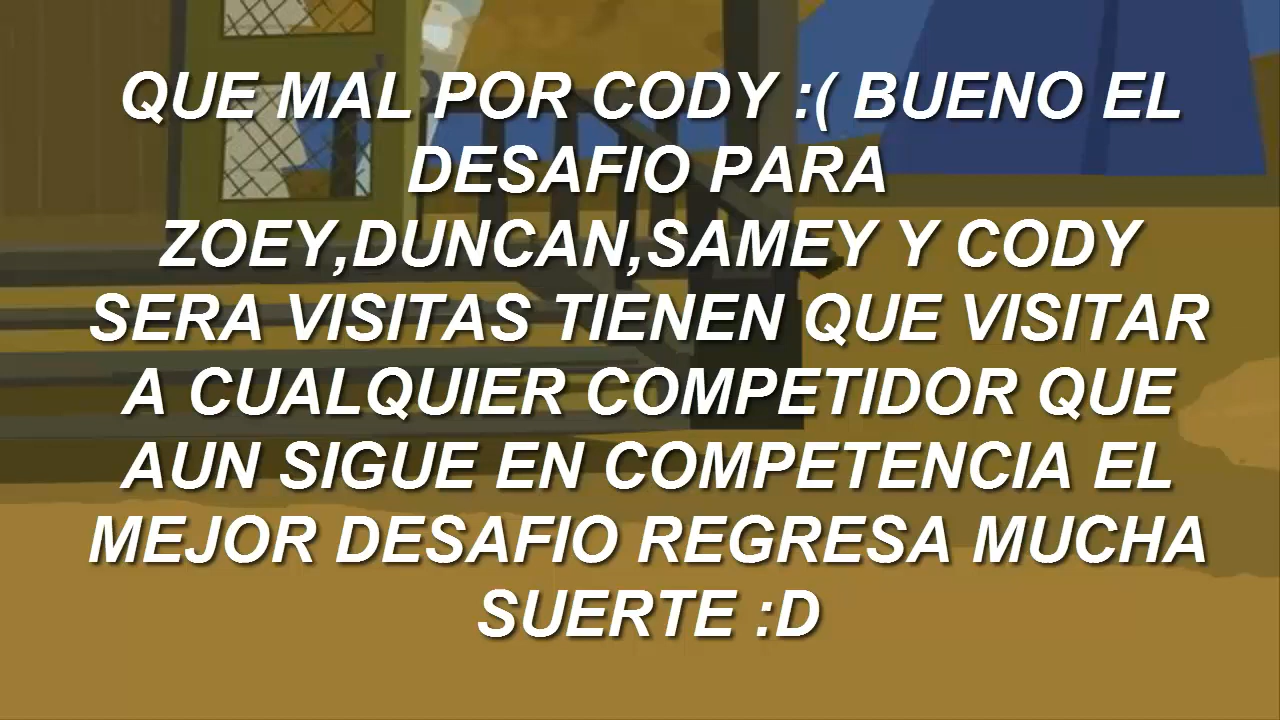 QUE MAL POR CODY :( BUENO EL
DESAFIO PARA
ZOEY,DUNCAN,SAMEY Y CODY
SERA VISITAS TIENEN QUE VISITAR
A CUALQUIER COMPETIDOR QUE
AUN SIGUE EN COMPETENCIA EL
MEJOR DESAFIO REGRESA MUCHA
SUERTE :D